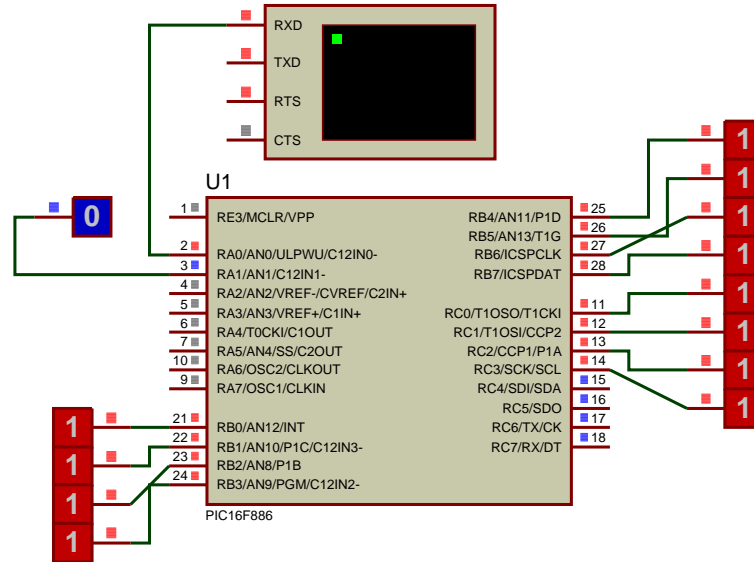 RXD
TXD
RTS
CTS
U1
0
1 RE3/MCLR/VPP
2 RA0/AN0/ULPWU/C12IN0-
3 RA1/AN1/C12IN1-
4 RA2/AN2/VREF-/CVREF/C2IN+
5 RA3/AN3/VREF+/C1IN+
6 RA4/T0CKI/C1OUT
7 RA5/AN4/SS/C2OUT
10 RA6/OSC2/CLKOUT
9 RA7/OSC1/CLKIN
21 RB0/AN12/INT
22 RB1/AN10/P1C/C12IN3-
23 RB2/AN8/P1B
24 RB3/AN9/PGM/C12IN2-
RB4/AN11/P1D 25
RB5/AN13/T1G 26
RB6/ICSPCLK 27
RB7/ICSPDAT 28
RC0/T1OSO/T1CKI 11
RC1/T1OSI/CCP2 12
RC2/CCP1/P1A 13
RC3/SCK/SCL 14
RC4/SDI/SDA 15
RC5/SDO 16
RC6/TX/CK 17
RC7/RX/DT 18
PIC16F886
1
1
1
1
1
1
1
1
1
1
1
1